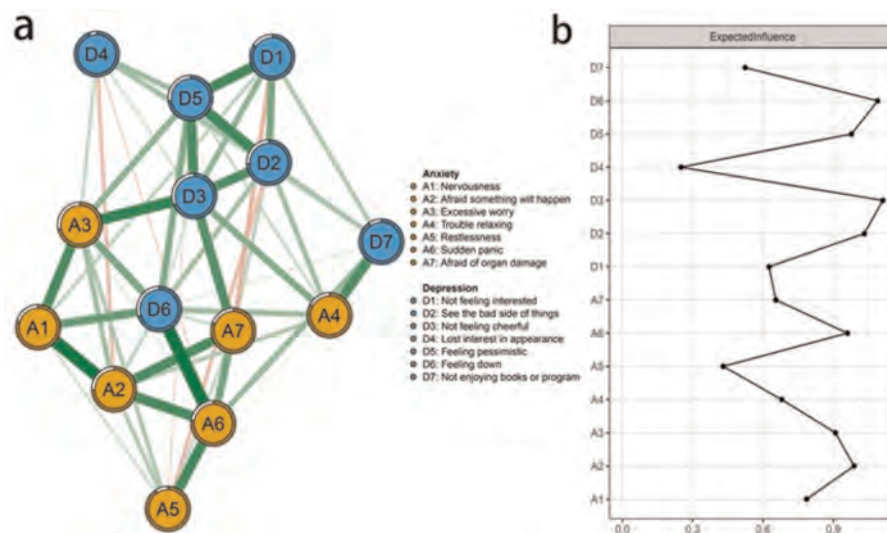 a
D4
D1
D5
D2
D3
A3
D7
D6
A1
A7
A4
A2
A6
A5
Anxiety
A1: Nervousness
A2: Afraid something will happen
A3: Excessive worry
A4: Trouble relaxing
A5: Restlessness
A6: Sudden panic
A7: Afraid of organ damage
Depression
D1: Not feeling interested
D2: See the bad side of things
D3: Not feeling cheerful
D4: Lost interest in appearance
D5: Feeling pessimistic
D6: Feeling down
D7: Not enjoying books or program
b
ExpectedInfluence
D7
D6
D5
D4
D3
D2
D1
A7
A6
A5
A4
A3
A2
A1
0.0 0.3 0.6 0.9